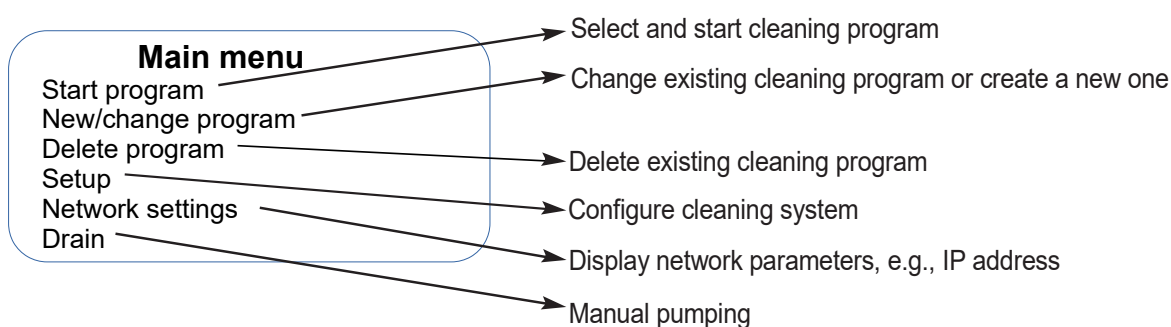 Main menu
Start program
New/change program
Delete program
Setup
Network settings
Drain
Select and start cleaning program
Change existing cleaning program or create a new one
Delete existing cleaning program
Configure cleaning system
Display network parameters, e.g., IP address
Manual pumping